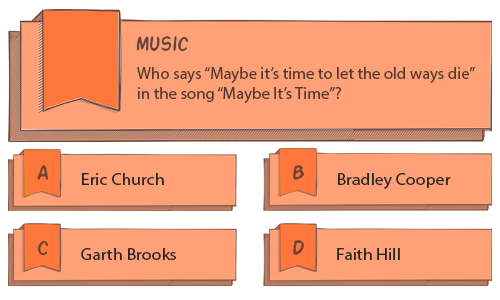 MUSIC
Who says “Maybe it’s time to let the old ways die”
in the song “Maybe It’s Time”?
A Eric Church
B Bradley Cooper
C Garth Brooks
D Faith Hill